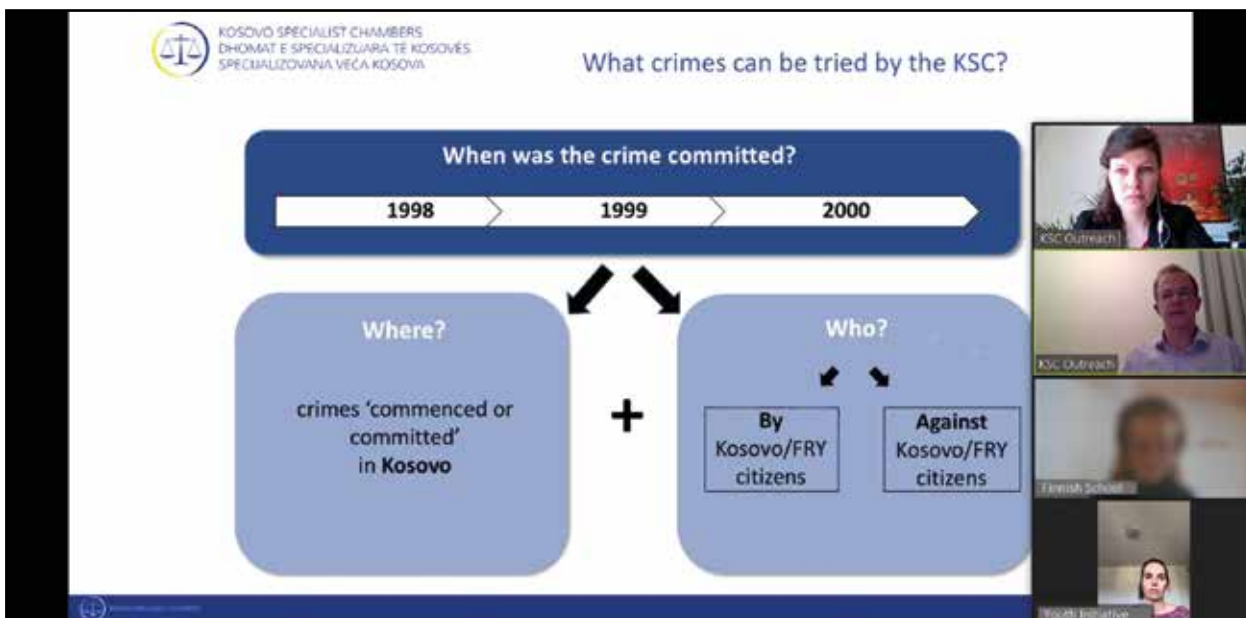 KOSOVO SPECIALIST CHAMBERS
DHOMAT E SPECIALIZUARA TË KOSOVËS
SPECIJALIZOVANA VEĆA KOSOVA
What crimes can be tried by the KSC?
When was the crime committed?
1998
1999
2000
Where?
crimes ‘commenced or
committed’
in Kosovo
+
Who?
By
Kosovo/FRY
citizens
Against
Kosovo/FRY
citizens
KSC Outreach
KSC Outreach
Finnish School
Youth Initiative